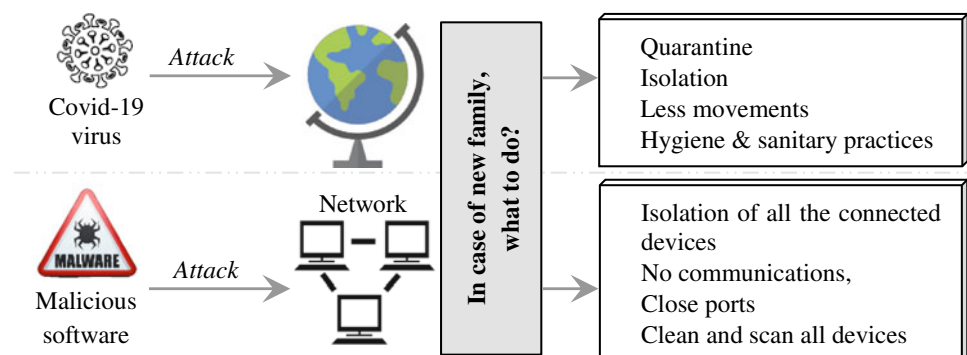 Covid-19
virus
Attack
In case of new family,
what to do?
Quarantine
Isolation
Less movements
Hygiene & sanitary practices
MALWARE
Malicious
software
Attack
Network
Isolation of all the connected
devices
No communications,
Close ports
Clean and scan all devices